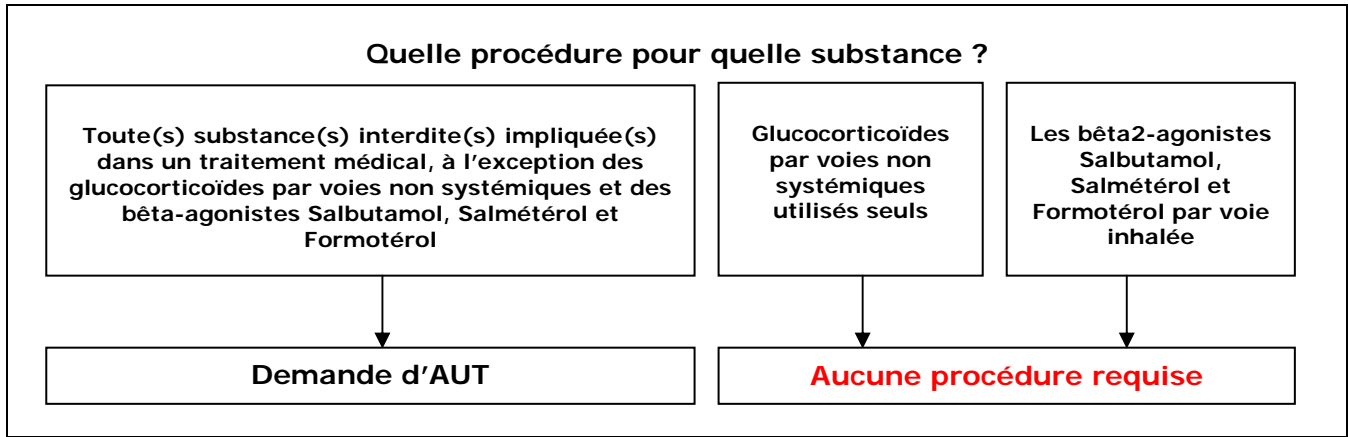 Quelle procédure pour quelle substance ?
Toute(s) substance(s) interdite(s) impliquée(s)
dans un traitement médical, à l'exception des
glucocorticoïdes par voies non systémiques et des
bêta-agonistes Salbutamol, Salmétérol et
Formotérol
Glucocorticoïdes
par voies non
systémiques
utilisés seuls
Les bêta2-agonistes
Salbutamol,
Salmétérol et
Formotérol par voie
inhalée
Demande d'AUT
Aucune procédure requise